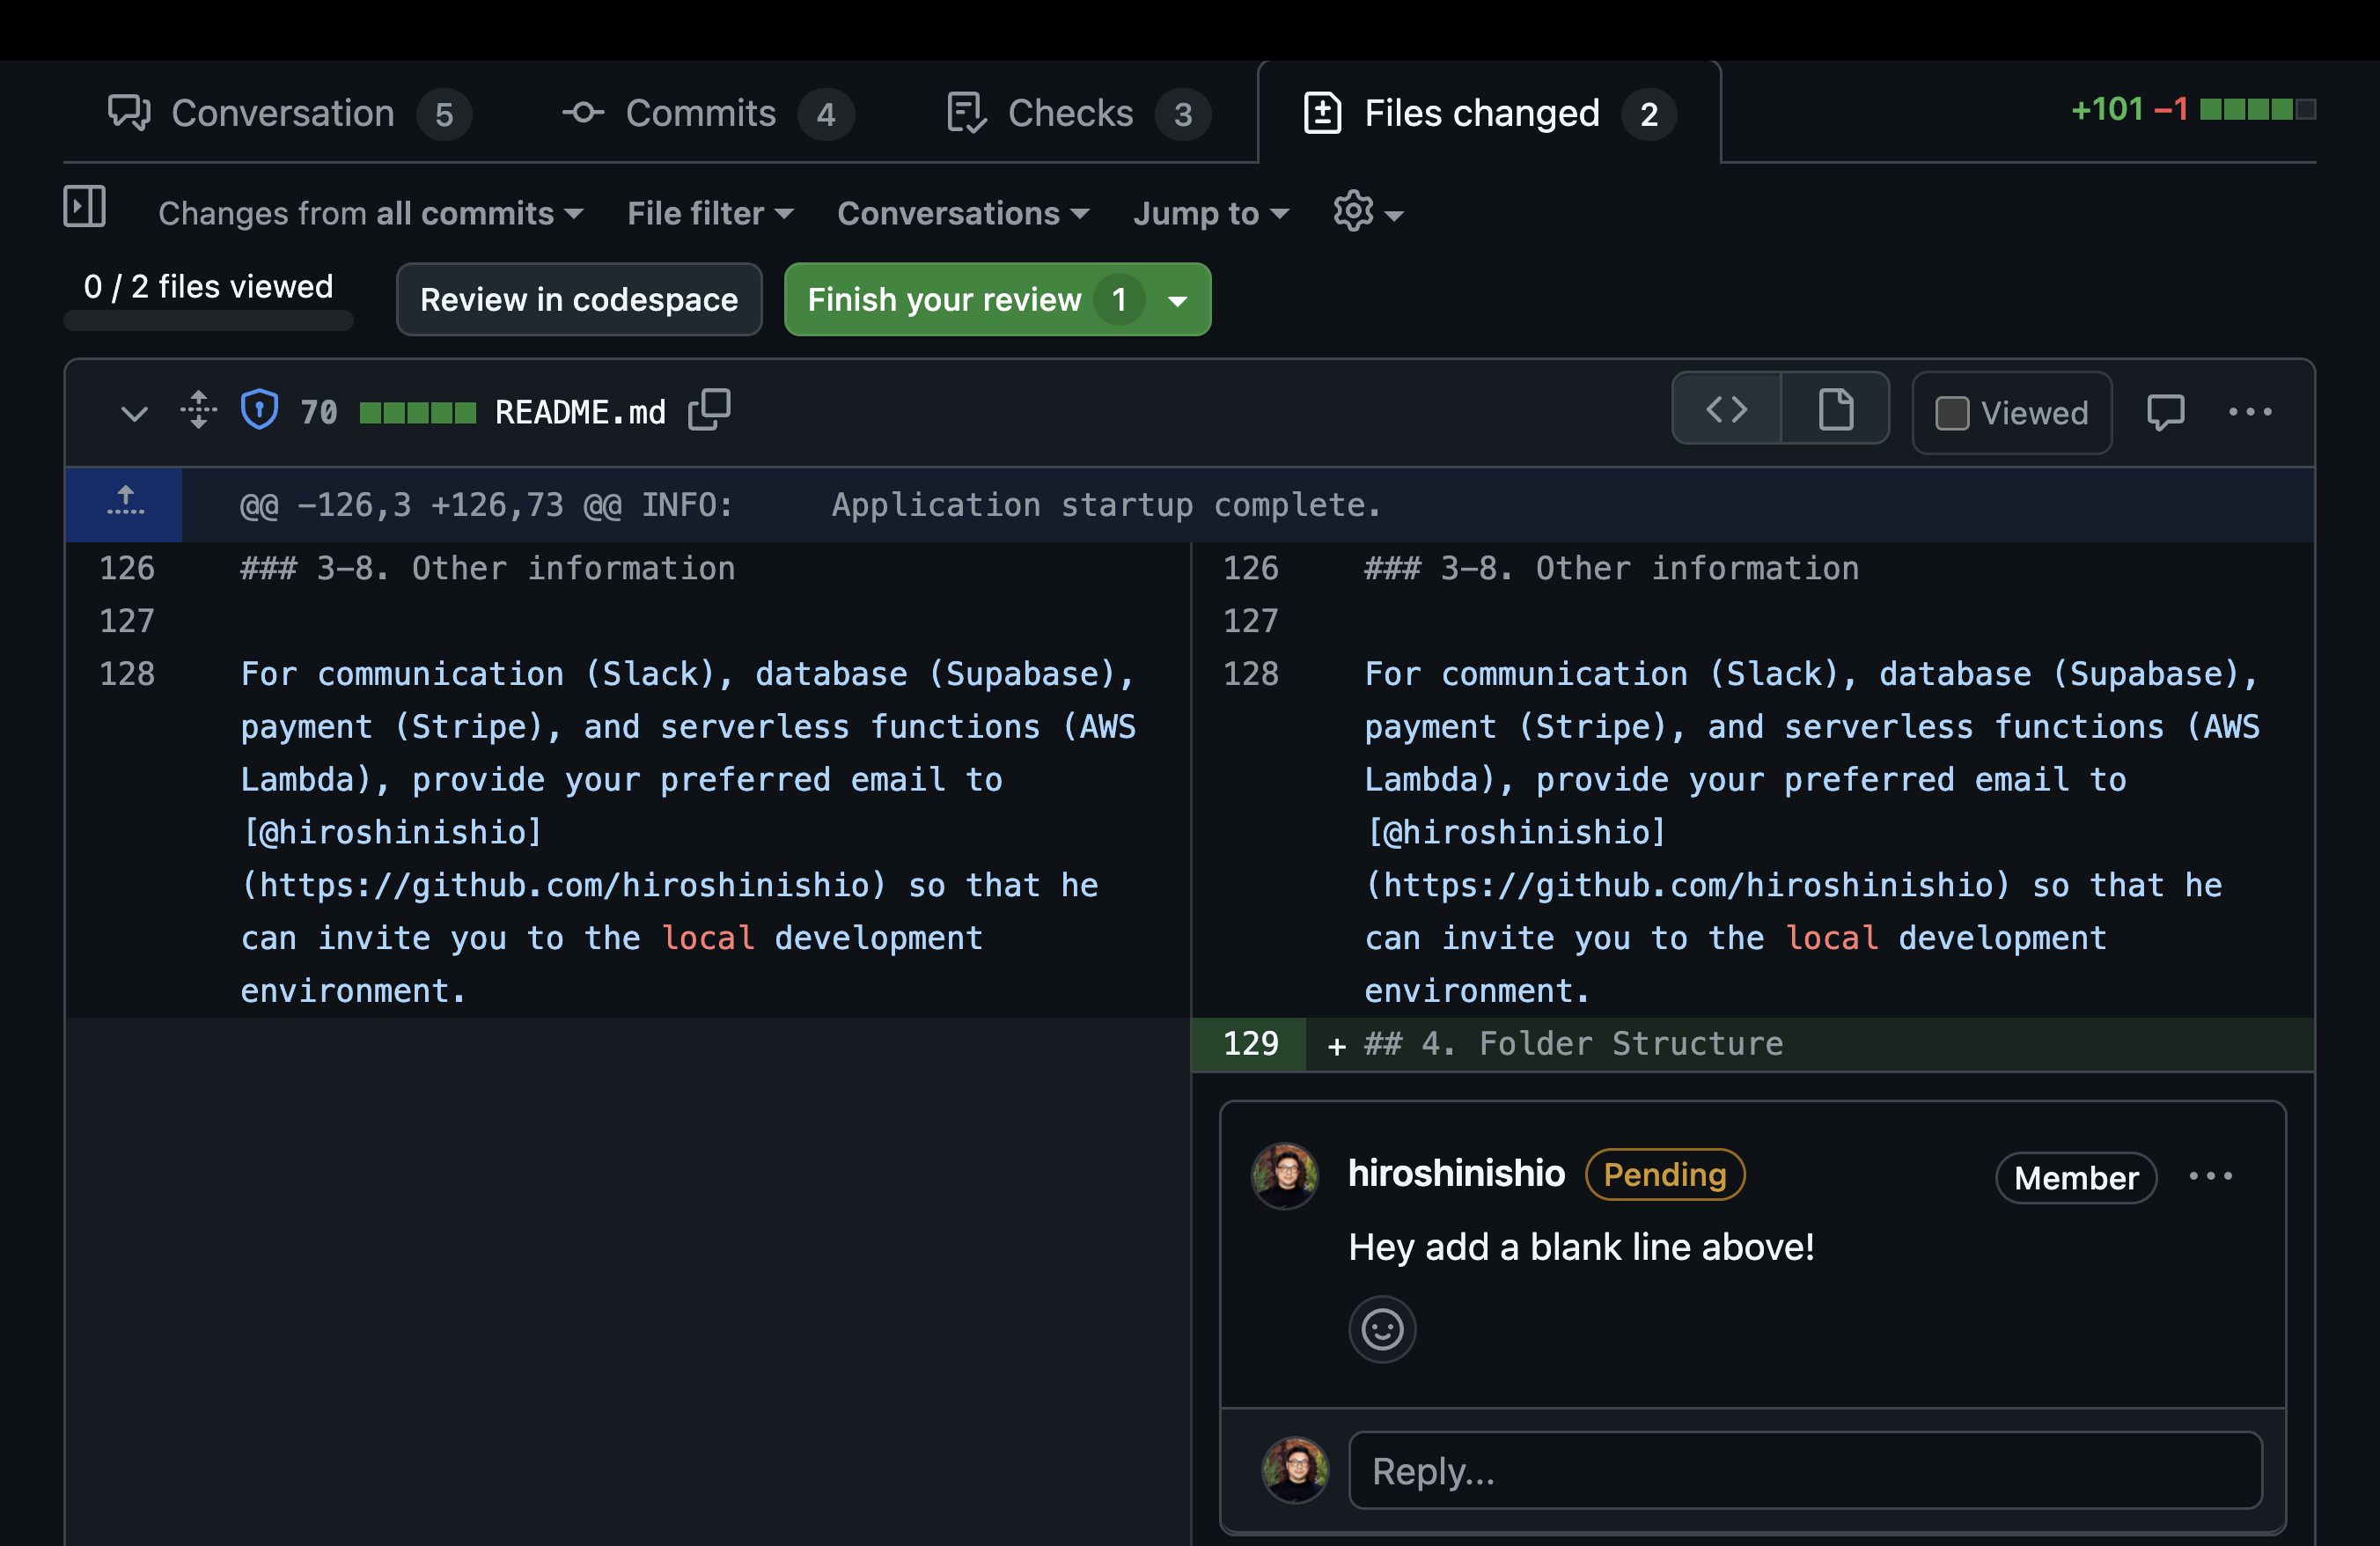 Conversation 5 Commits 4 Checks 3 Files changed 2 +101 −1
Changes from all commits File filter Conversations Jump to
0 / 2 files viewed Review in codespace Finish your review 1
70 README.md Viewed
@@ -126,3 +126,73 @@ INFO:     Application startup complete.
126 ### 3-8. Other information
127
128 For communication (Slack), database (Supabase),
payment (Stripe), and serverless functions (AWS
Lambda), provide your preferred email to
[@hiroshinishio]
(https://github.com/hiroshinishio) so that he
can invite you to the local development
environment.
126 ### 3-8. Other information
127
128 For communication (Slack), database (Supabase),
payment (Stripe), and serverless functions (AWS
Lambda), provide your preferred email to
[@hiroshinishio]
(https://github.com/hiroshinishio) so that he
can invite you to the local development
environment.
129 + ## 4. Folder Structure
hiroshinishio Pending Member
Hey add a blank line above!
Reply...